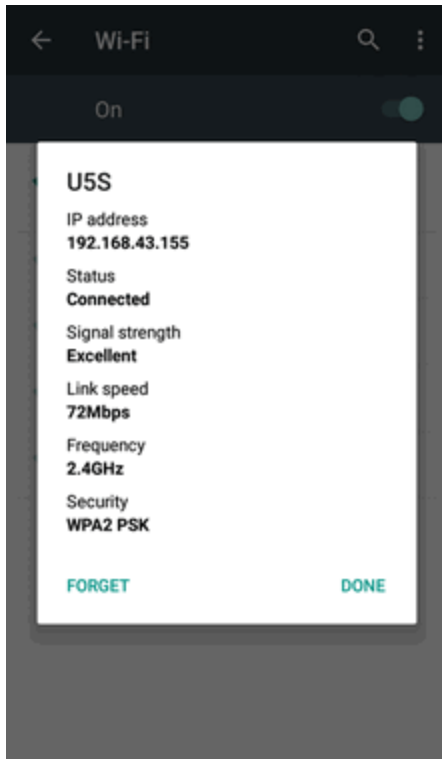 Wi-Fi
On
U5S
IP address
192.168.43.155
Status
Connected
Signal strength
Excellent
Link speed
72Mbps
Frequency
2.4GHz
Security
WPA2 PSK
FORGET DONE